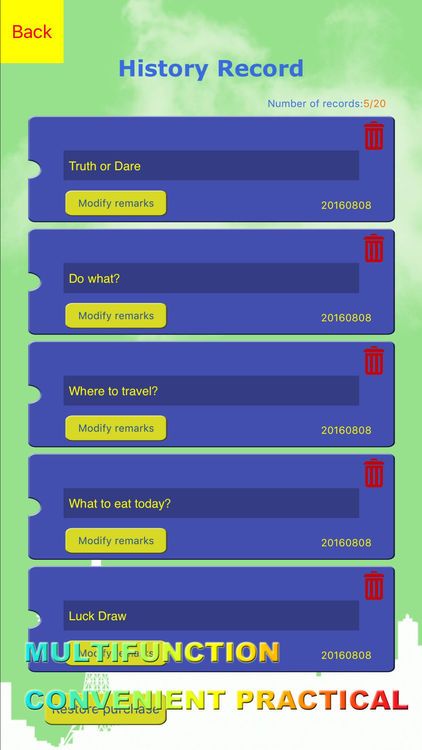 Back
History Record
Number of records:5/20
Truth or Dare
Modify remarks
20160808
Do what?
Modify remarks
20160808
Where to travel?
Modify remarks
20160808
What to eat today?
Modify remarks
20160808
Luck Draw
Modify remarks
20160808
MULTIFUNCTION
CONVENIENT PRACTICAL
Restore purchase